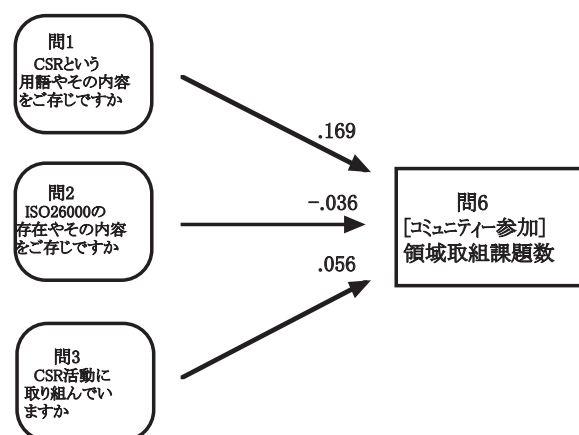 問1
CSRという
用語やその内容
をご存じですか
.169
問2
ISO26000の
存在やその内容
をご存じですか
-.036
問6
[コミュニティー参加]
領域取組課題数
.056
問3
CSR活動に
取り組んでい
ますか